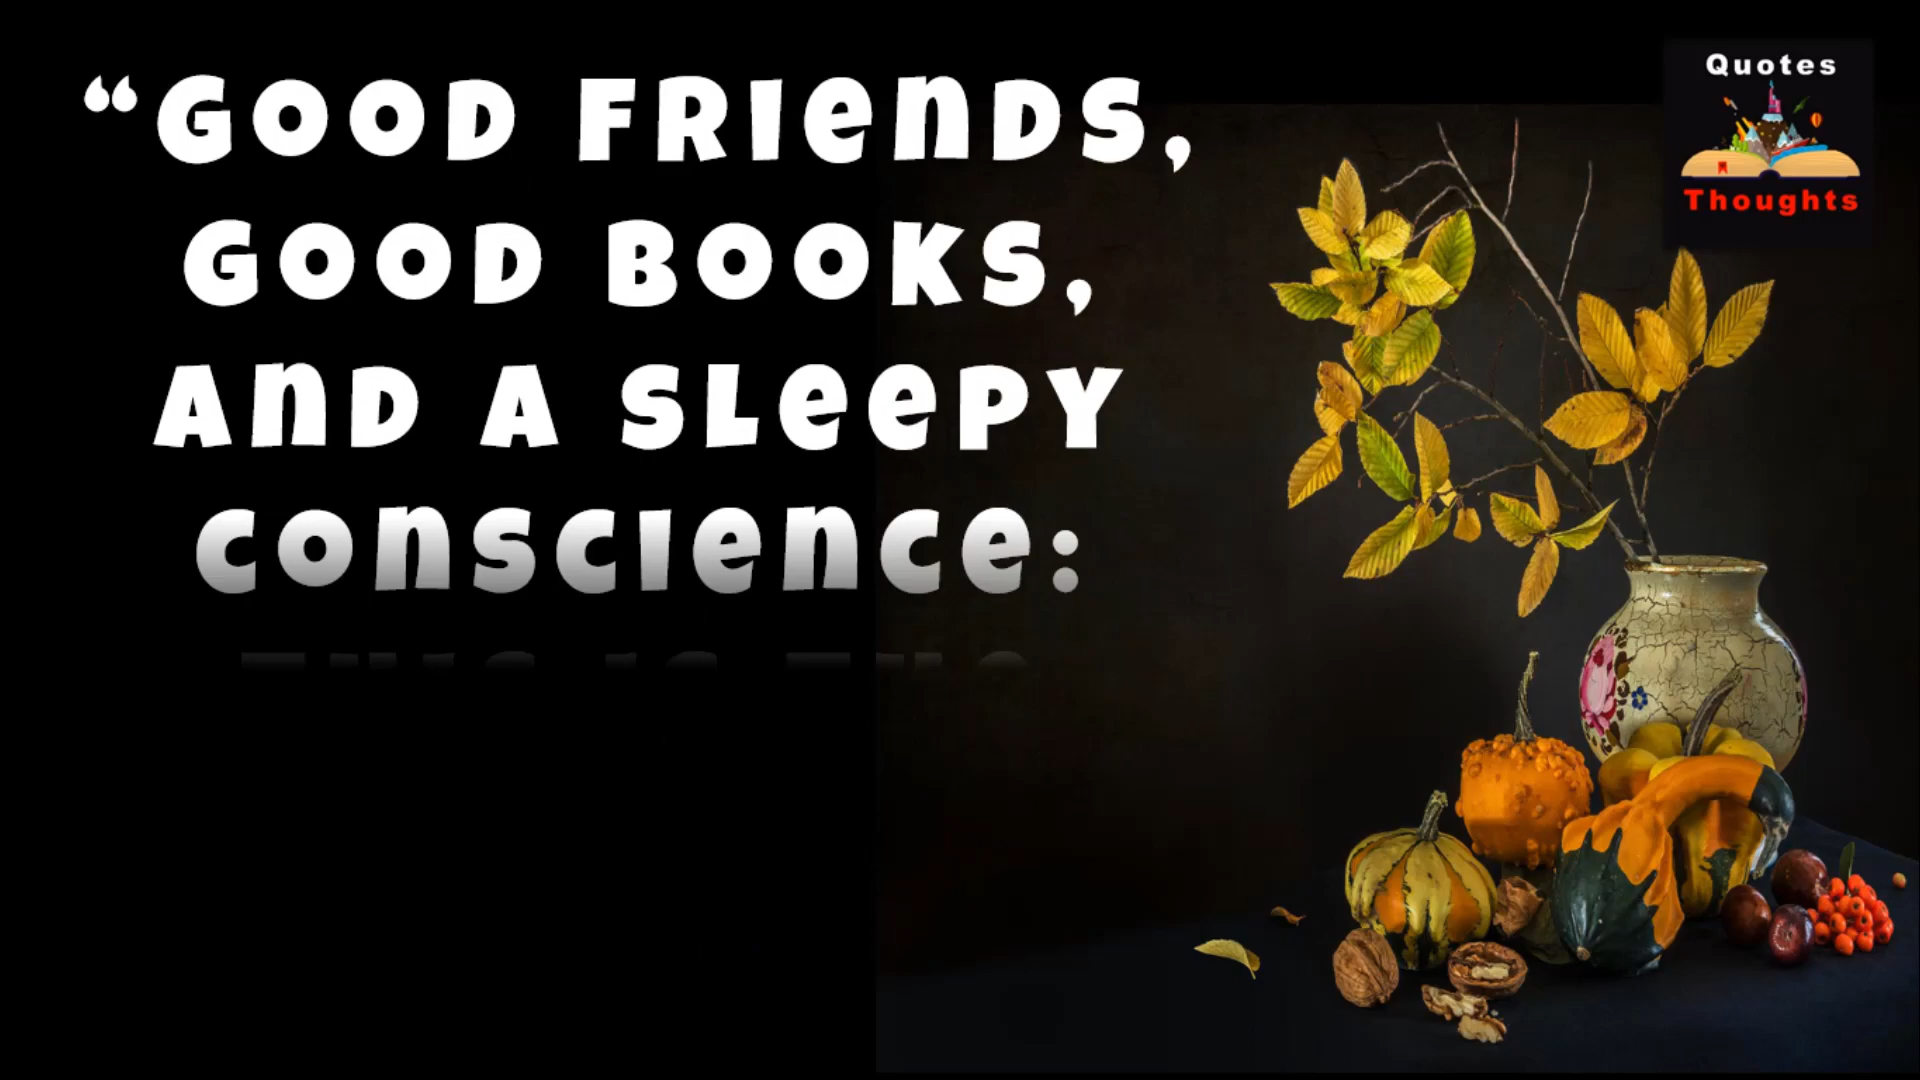 “GOOD FRIENDS,
GOOD BOOKS,
AND A SLEEPY
CONSCIENCE:
Quotes
Thoughts